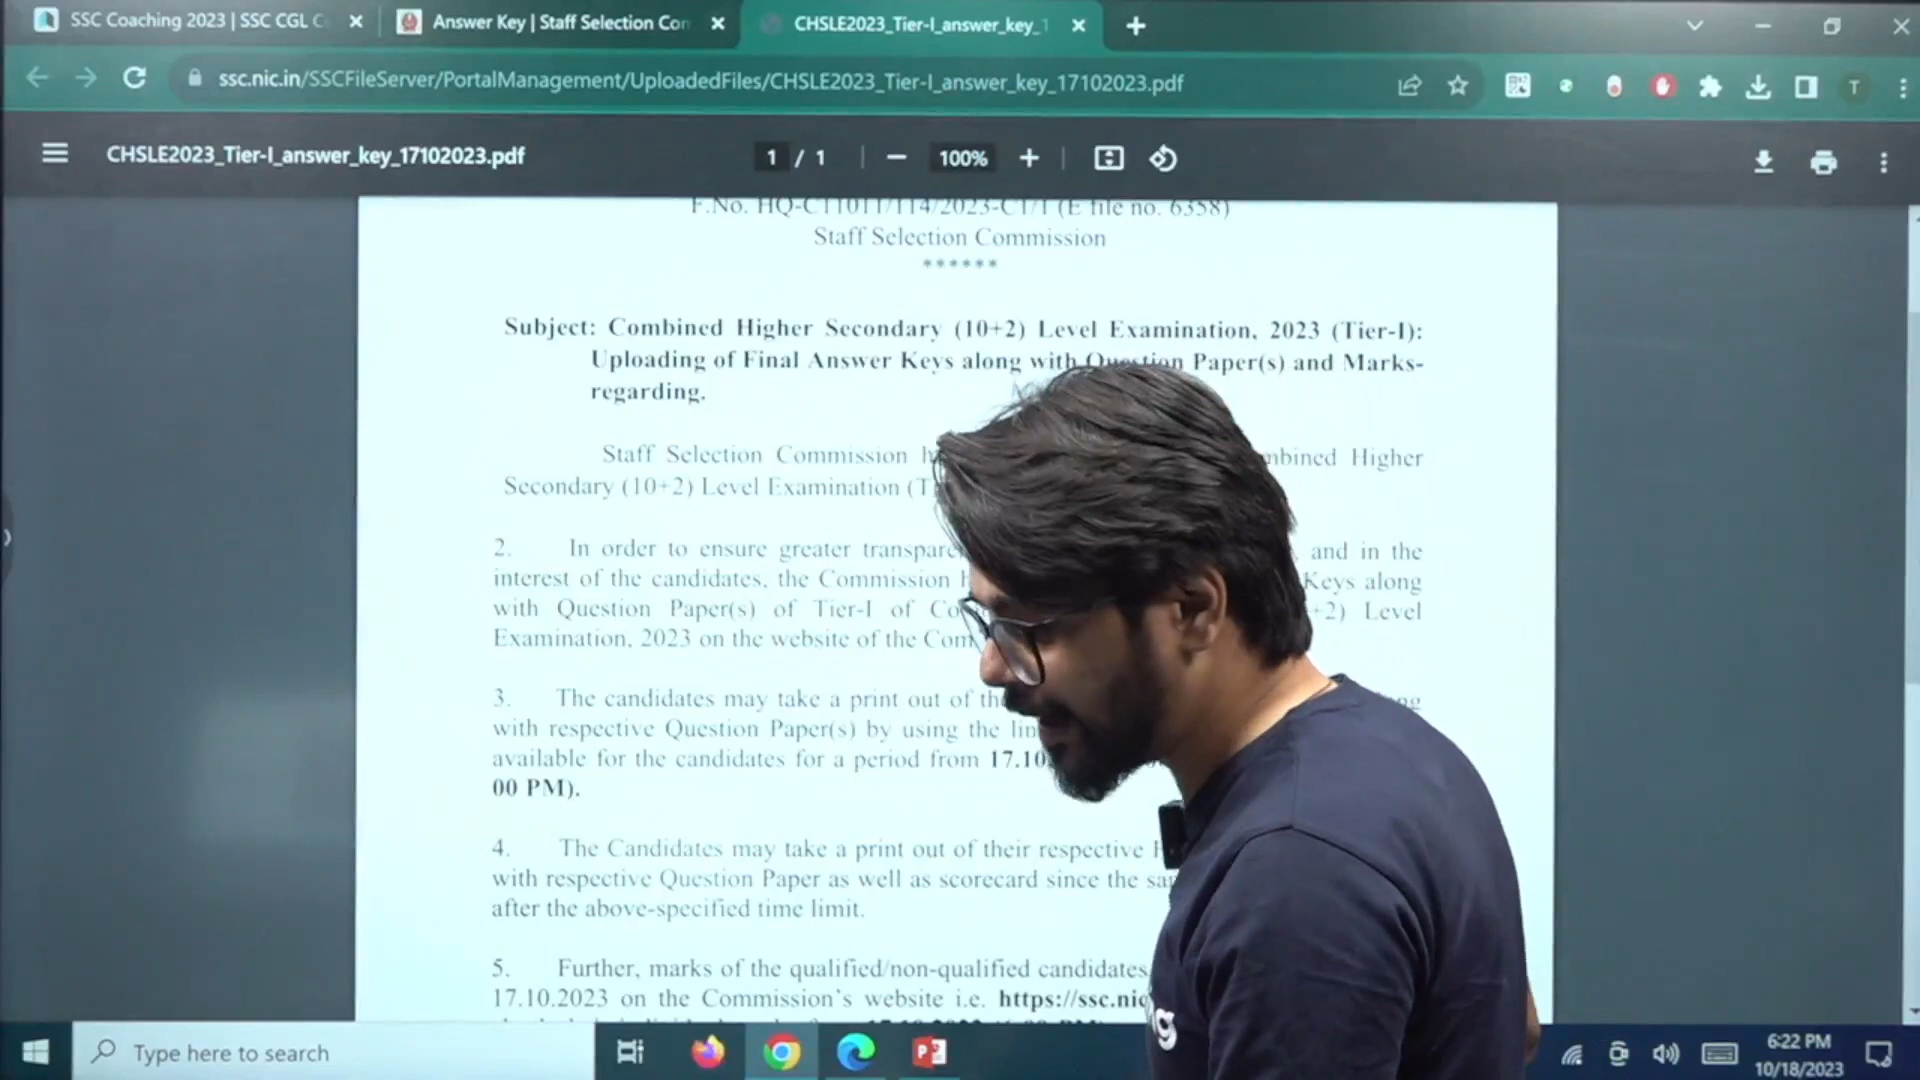 SSC Coaching 2023 | SSC CGL C
Answer Key | Staff Selection Con
CHSLE2023_Tier-I_answer_key_1
ssc.nic.in/SSCFileServer/PortalManagement/UploadedFiles/CHSLE2023_Tier-I_answer_key_17102023.pdf
T
CHSLE2023_Tier-I_answer_key_17102023.pdf
1 / 1
100%
F.No. HQ-C11011/114/2023-C1/1 (E file no. 6358)
Staff Selection Commission
******
Subject: Combined Higher Secondary (10+2) Level Examination, 2023 (Tier-I):
Uploading of Final Answer Keys along with Question Paper(s) and Marks-
regarding.
Staff Selection Commission mbined Higher
Secondary (10+2) Level Examination (T
2. In order to ensure greater transpare and in the
interest of the candidates, the Commission Keys along
with Question Paper(s) of Tier-I of Co +2) Level
Examination, 2023 on the website of the Com
3. The candidates may take a print out of the
with respective Question Paper(s) by using the lin
available for the candidates for a period from 17.10
00 PM).
4. The Candidates may take a print out of their respective
with respective Question Paper as well as scorecard since the sa
after the above-specified time limit.
5. Further, marks of the qualified/non-qualified candidates
17.10.2023 on the Commission's website i.e. https://ssc.nic
Type here to search
6:22 PM
10/18/2023